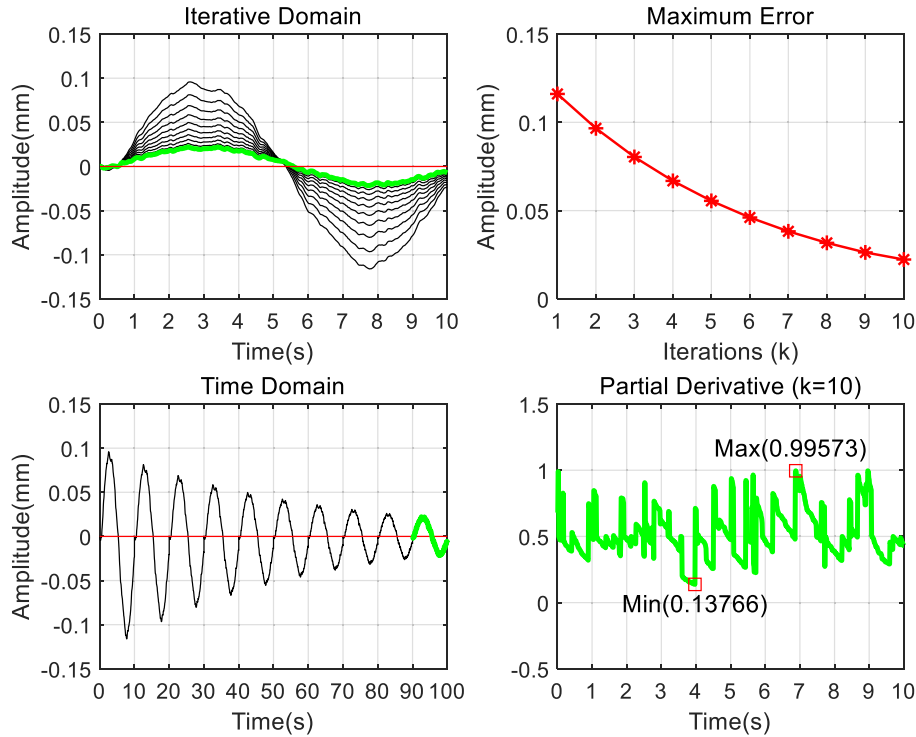 Iterative Domain
0.15
0.1
0.05
0
-0.05
-0.1
-0.15
Amplitude(mm)
0 1 2 3 4 5 6 7 8 9 10
Time(s)
Maximum Error
0.15
0.1
0.05
0
Amplitude(mm)
1 2 3 4 5 6 7 8 9 10
Iterations (k)
Time Domain
0.15
0.1
0.05
0
-0.05
-0.1
-0.15
Amplitude(mm)
0 10 20 30 40 50 60 70 80 90 100
Time(s)
Partial Derivative (k=10)
1.5
1
0.5
0
-0.5
Max(0.99573)
Min(0.13766)
0 1 2 3 4 5 6 7 8 9 10
Time(s)